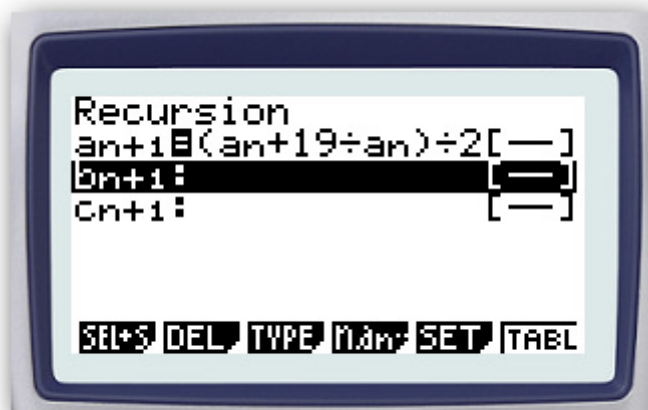 Recursion
an+1=(an+19÷an)÷2[—]
bn+1: [—]
cn+1: [—]
SEL+S DEL TYPE n.an·· SET TABL